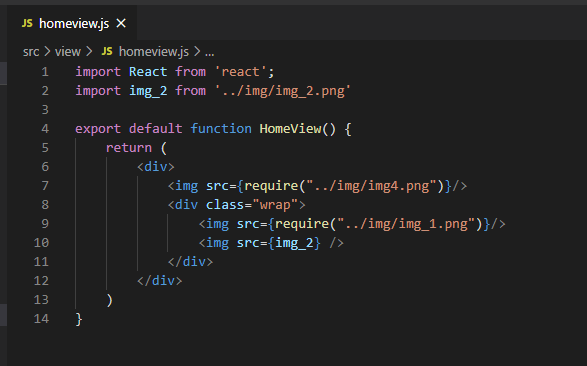 JS homeview.js ×
src > view > JS homeview.js > ...
1 import React from 'react';
2 import img_2 from '../img/img_2.png'
3
4 export default function HomeView() {
5     return (
6         <div>
7             <img src={require("../img/img4.png")}/>
8             <div class="wrap">
9                 <img src={require("../img/img_1.png")}/>
10                 <img src={img_2} />
11             </div>
12         </div>
13     )
14 }